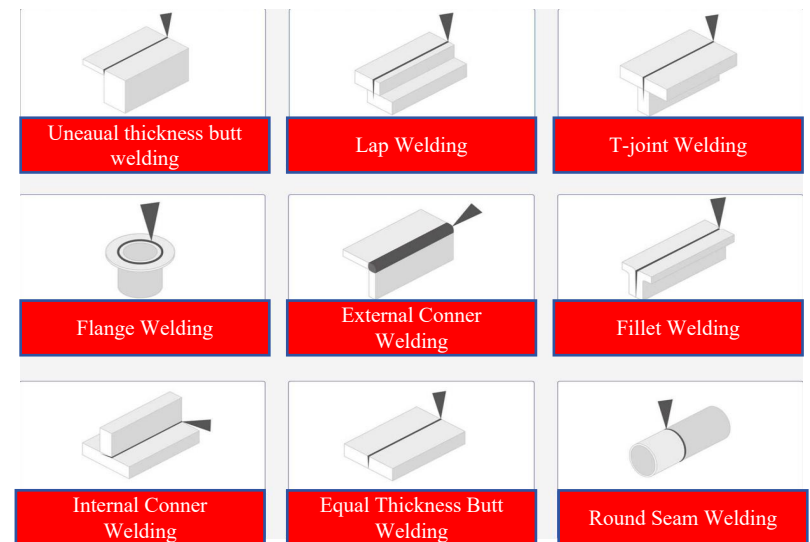 Uneaual thickness butt
welding
Lap Welding
T-joint Welding
Flange Welding
External Conner
Welding
Fillet Welding
Internal Conner
Welding
Equal Thickness Butt
Welding
Round Seam Welding